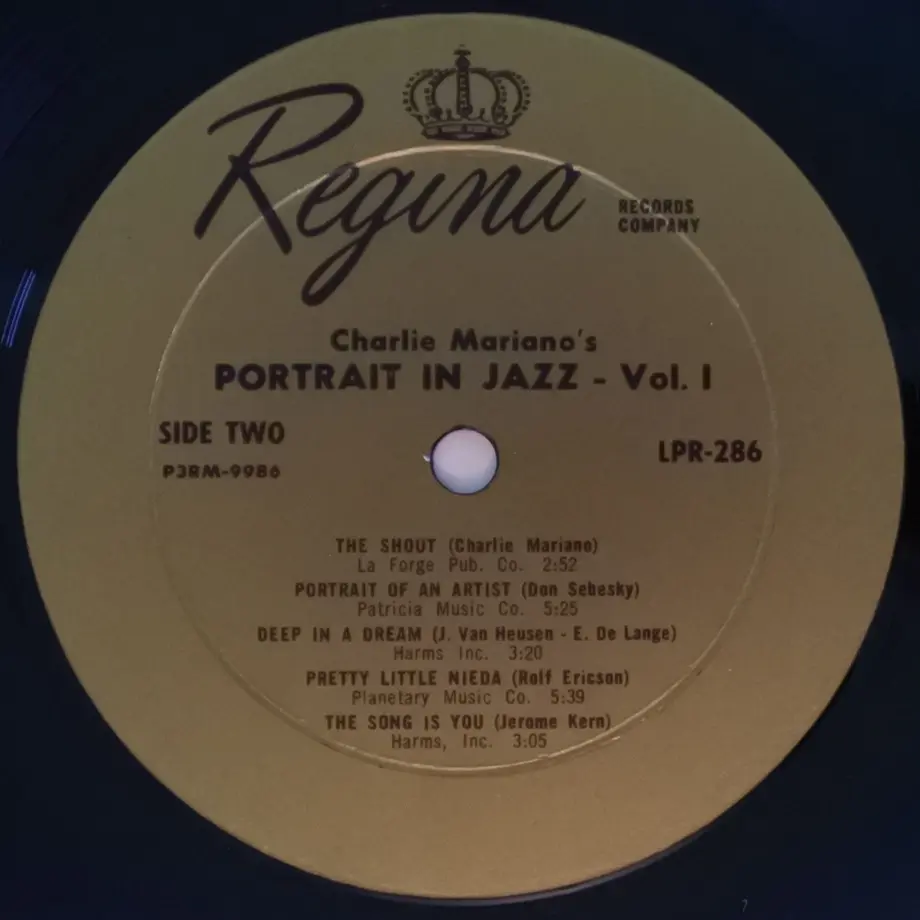 Regina
RECORDS
COMPANY
Charlie Mariano's
PORTRAIT IN JAZZ - Vol. I
SIDE TWO
LPR-286
P3RM-9986
THE SHOUT (Charlie Mariano)
La Forge Pub. Co. 2:52
PORTRAIT OF AN ARTIST (Don Sebesky)
Patricia Music Co. 5:25
DEEP IN A DREAM (J. Van Heusen - E. De Lange)
Harms Inc. 3:20
PRETTY LITTLE NIEDA (Rolf Ericson)
Planetary Music Co. 5:39
THE SONG IS YOU (Jerome Kern)
Harms, Inc. 3:05